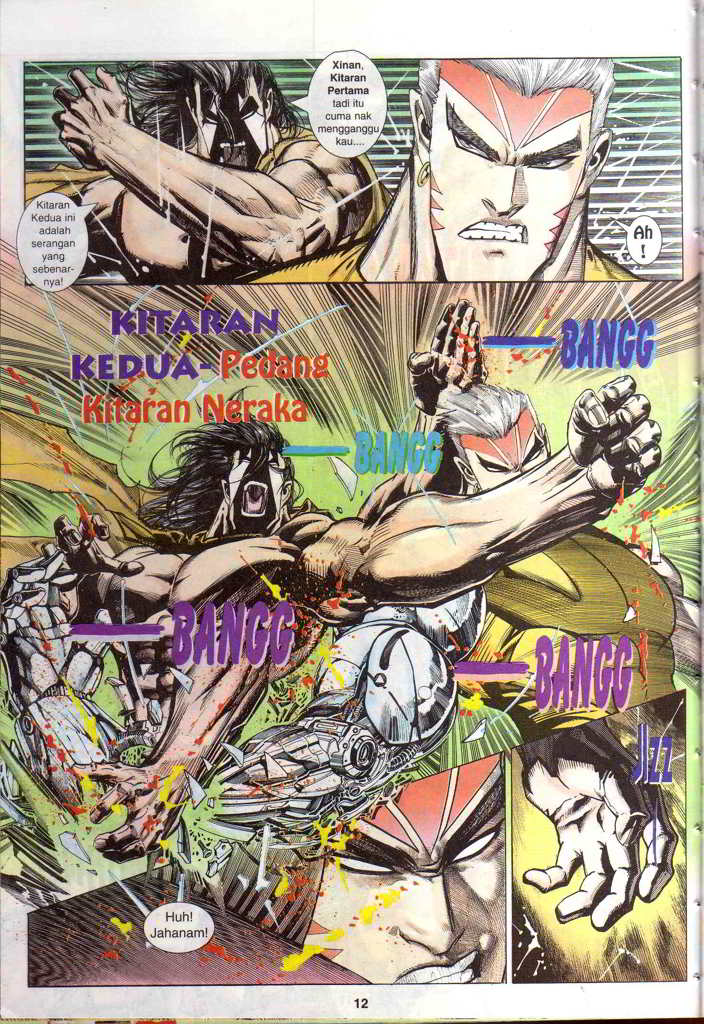 Xinan,
Kitaran
Pertama
tadi itu
cuma nak
mengganggu
kau....
Ah
!
Kitaran
Kedua ini
adalah
serangan
yang
sebenar-
nya!
KITARAN
KEDUA- Pedang
Kitaran Neraka
BANGG
BANGG
BANGG
BANGG
JIZZ
Huh!
Jahanam!
12